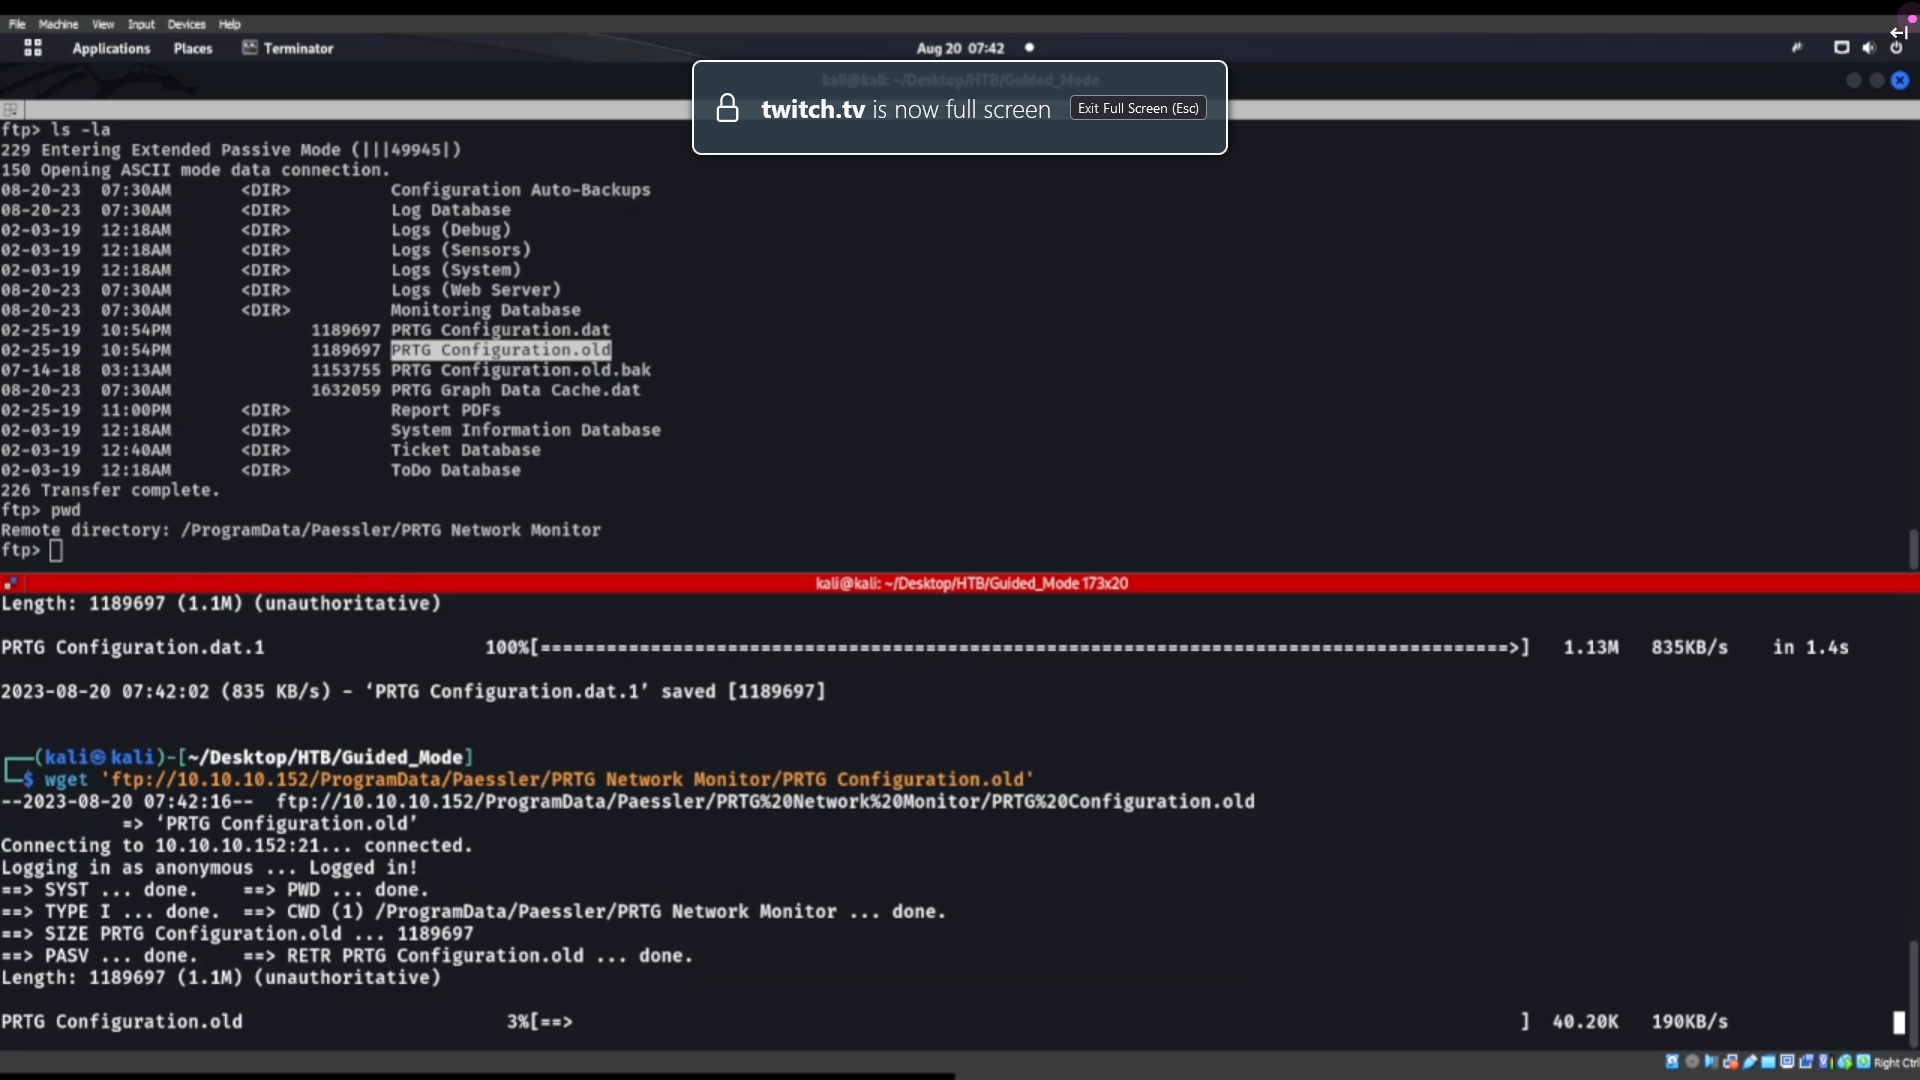 File Machine View Input Devices Help
Applications Places Terminator Aug 20 07:42
kali@kali: ~/Desktop/HTB/Guided_Mode
twitch.tv is now full screen Exit Full Screen (Esc)
ftp> ls -la
229 Entering Extended Passive Mode (|||49945|)
150 Opening ASCII mode data connection.
08-20-23 07:30AM <DIR> Configuration Auto-Backups
08-20-23 07:30AM <DIR> Log Database
02-03-19 12:18AM <DIR> Logs (Debug)
02-03-19 12:18AM <DIR> Logs (Sensors)
02-03-19 12:18AM <DIR> Logs (System)
08-20-23 07:30AM <DIR> Logs (Web Server)
08-20-23 07:30AM <DIR> Monitoring Database
02-25-19 10:54PM 1189697 PRTG Configuration.dat
02-25-19 10:54PM 1189697 PRTG Configuration.old
07-14-18 03:13AM 1153755 PRTG Configuration.old.bak
08-20-23 07:30AM 1632059 PRTG Graph Data Cache.dat
02-25-19 11:00PM <DIR> Report PDFs
02-03-19 12:18AM <DIR> System Information Database
02-03-19 12:40AM <DIR> Ticket Database
02-03-19 12:18AM <DIR> ToDo Database
226 Transfer complete.
ftp> pwd
Remote directory: /ProgramData/Paessler/PRTG Network Monitor
ftp>
kali@kali: ~/Desktop/HTB/Guided_Mode 173x20
Length: 1189697 (1.1M) (unauthoritative)
PRTG Configuration.dat.1 100%[========================================================================================>] 1.13M 835KB/s in 1.4s
2023-08-20 07:42:02 (835 KB/s) - ‘PRTG Configuration.dat.1’ saved [1189697]
┌──(kali㉿kali)-[~/Desktop/HTB/Guided_Mode]
└─$ wget 'ftp://10.10.10.152/ProgramData/Paessler/PRTG Network Monitor/PRTG Configuration.old'
--2023-08-20 07:42:16-- ftp://10.10.10.152/ProgramData/Paessler/PRTG%20Network%20Monitor/PRTG%20Configuration.old
=> ‘PRTG Configuration.old’
Connecting to 10.10.10.152:21... connected.
Logging in as anonymous ... Logged in!
==> SYST ... done. ==> PWD ... done.
==> TYPE I ... done. ==> CWD (1) /ProgramData/Paessler/PRTG Network Monitor ... done.
==> SIZE PRTG Configuration.old ... 1189697
==> PASV ... done. ==> RETR PRTG Configuration.old ... done.
Length: 1189697 (1.1M) (unauthoritative)
PRTG Configuration.old 3%[==> ] 40.20K 190KB/s
Right Ctrl